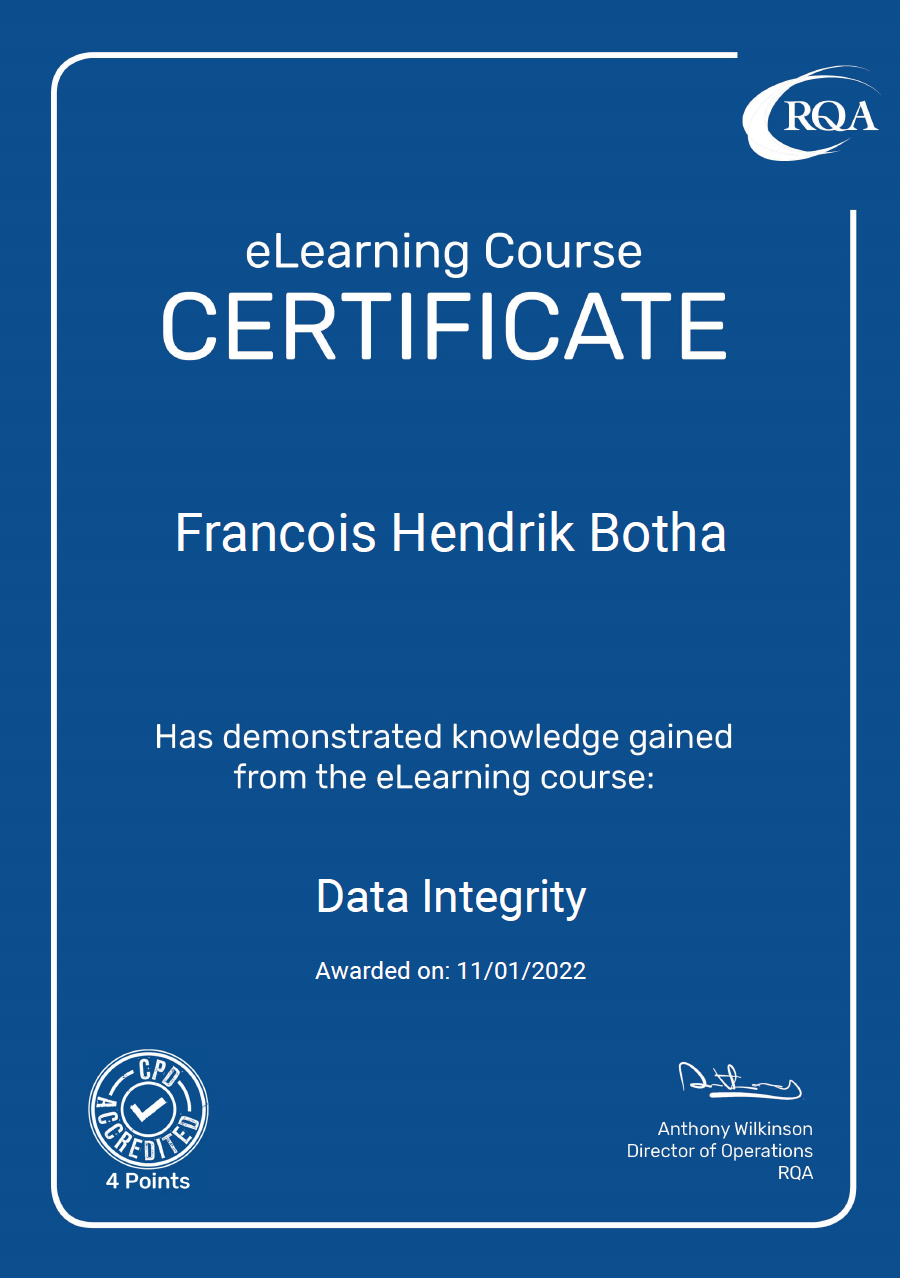 RQA
eLearning Course
CERTIFICATE
Francois Hendrik Botha
Has demonstrated knowledge gained
from the eLearning course:
Data Integrity
Awarded on: 11/01/2022
CPD
ACCREDITED
4 Points
Anthony Wilkinson
Director of Operations
RQA